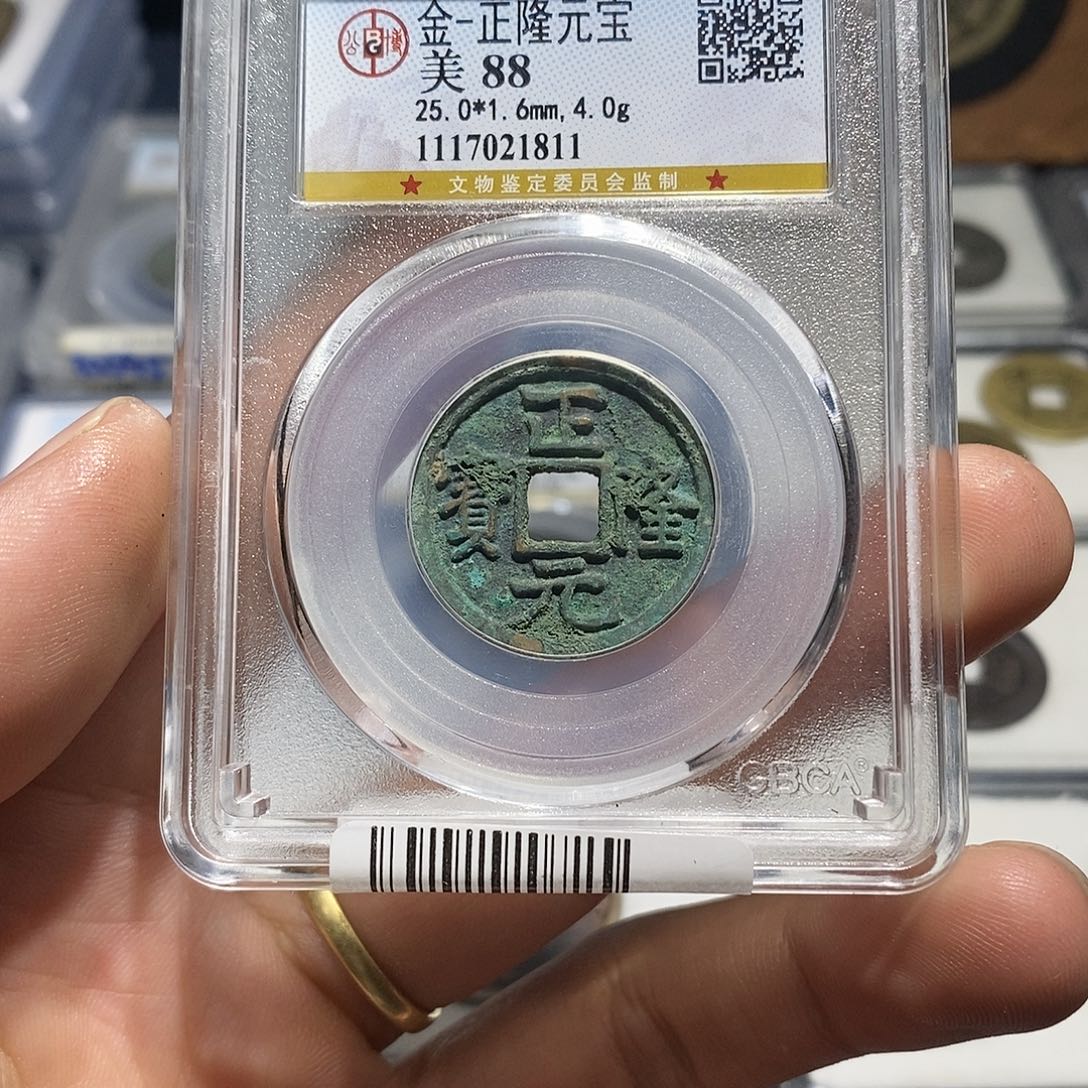 金-正隆元宝
美 88
25.0*1.6mm, 4.0g
1117021811
★ 文物鉴定委员会监制 ★
正隆元寳
GBCA®